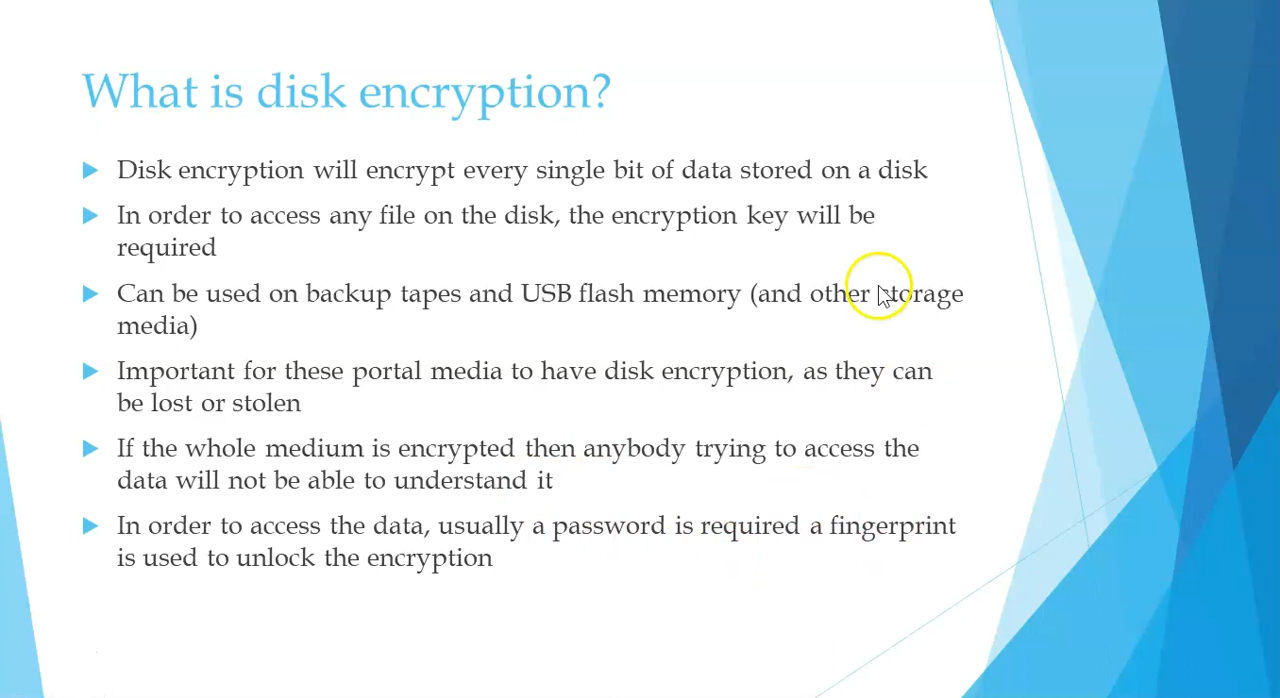 What is disk encryption?
Disk encryption will encrypt every single bit of data stored on a disk
In order to access any file on the disk, the encryption key will be
required
Can be used on backup tapes and USB flash memory (and other storage
media)
Important for these portal media to have disk encryption, as they can
be lost or stolen
If the whole medium is encrypted then anybody trying to access the
data will not be able to understand it
In order to access the data, usually a password is required a fingerprint
is used to unlock the encryption